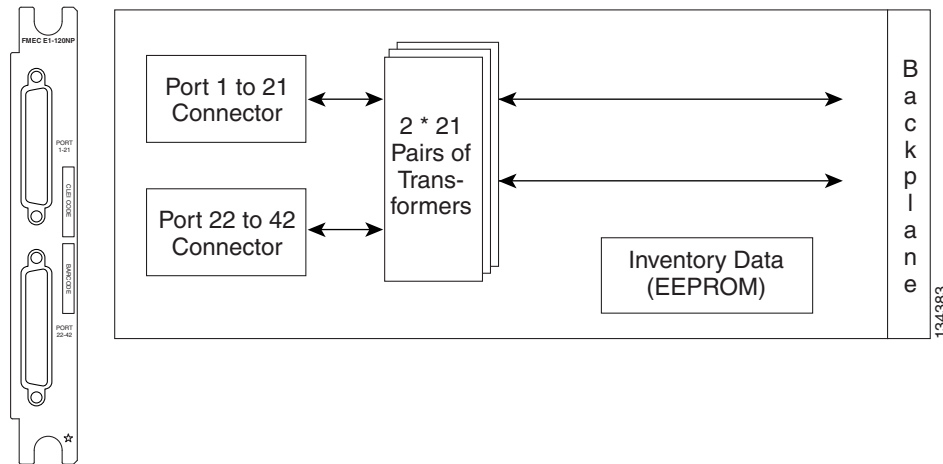 FMEC E1-120NP
PORT
1-21
CLEI CODE
BARCODE
PORT
22-42
Port 1 to 21
Connector
Port 22 to 42
Connector
2 * 21
Pairs of
Trans-
formers
Inventory Data
(EEPROM)
B
a
c
k
p
l
a
n
e
134383